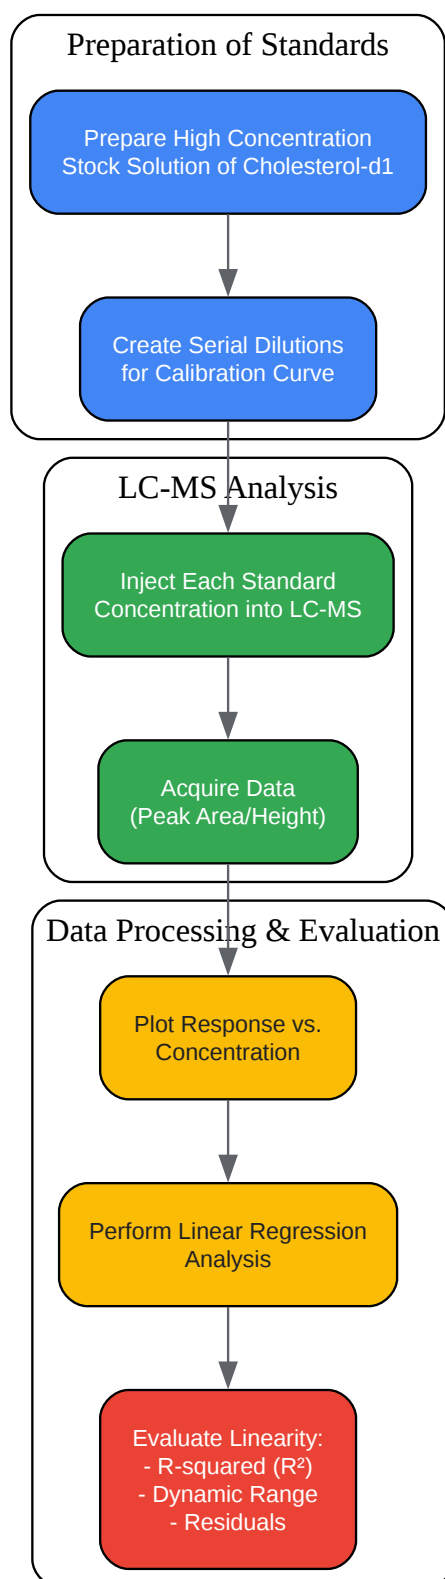 Preparation of Standards
Prepare High Concentration
Stock Solution of Cholesterol-d1
Create Serial Dilutions
for Calibration Curve
LC-MS Analysis
Inject Each Standard
Concentration into LC-MS
Acquire Data
(Peak Area/Height)
Data Processing & Evaluation
Plot Response vs.
Concentration
Perform Linear Regression
Analysis
Evaluate Linearity:
- R-squared (R²)
- Dynamic Range
- Residuals